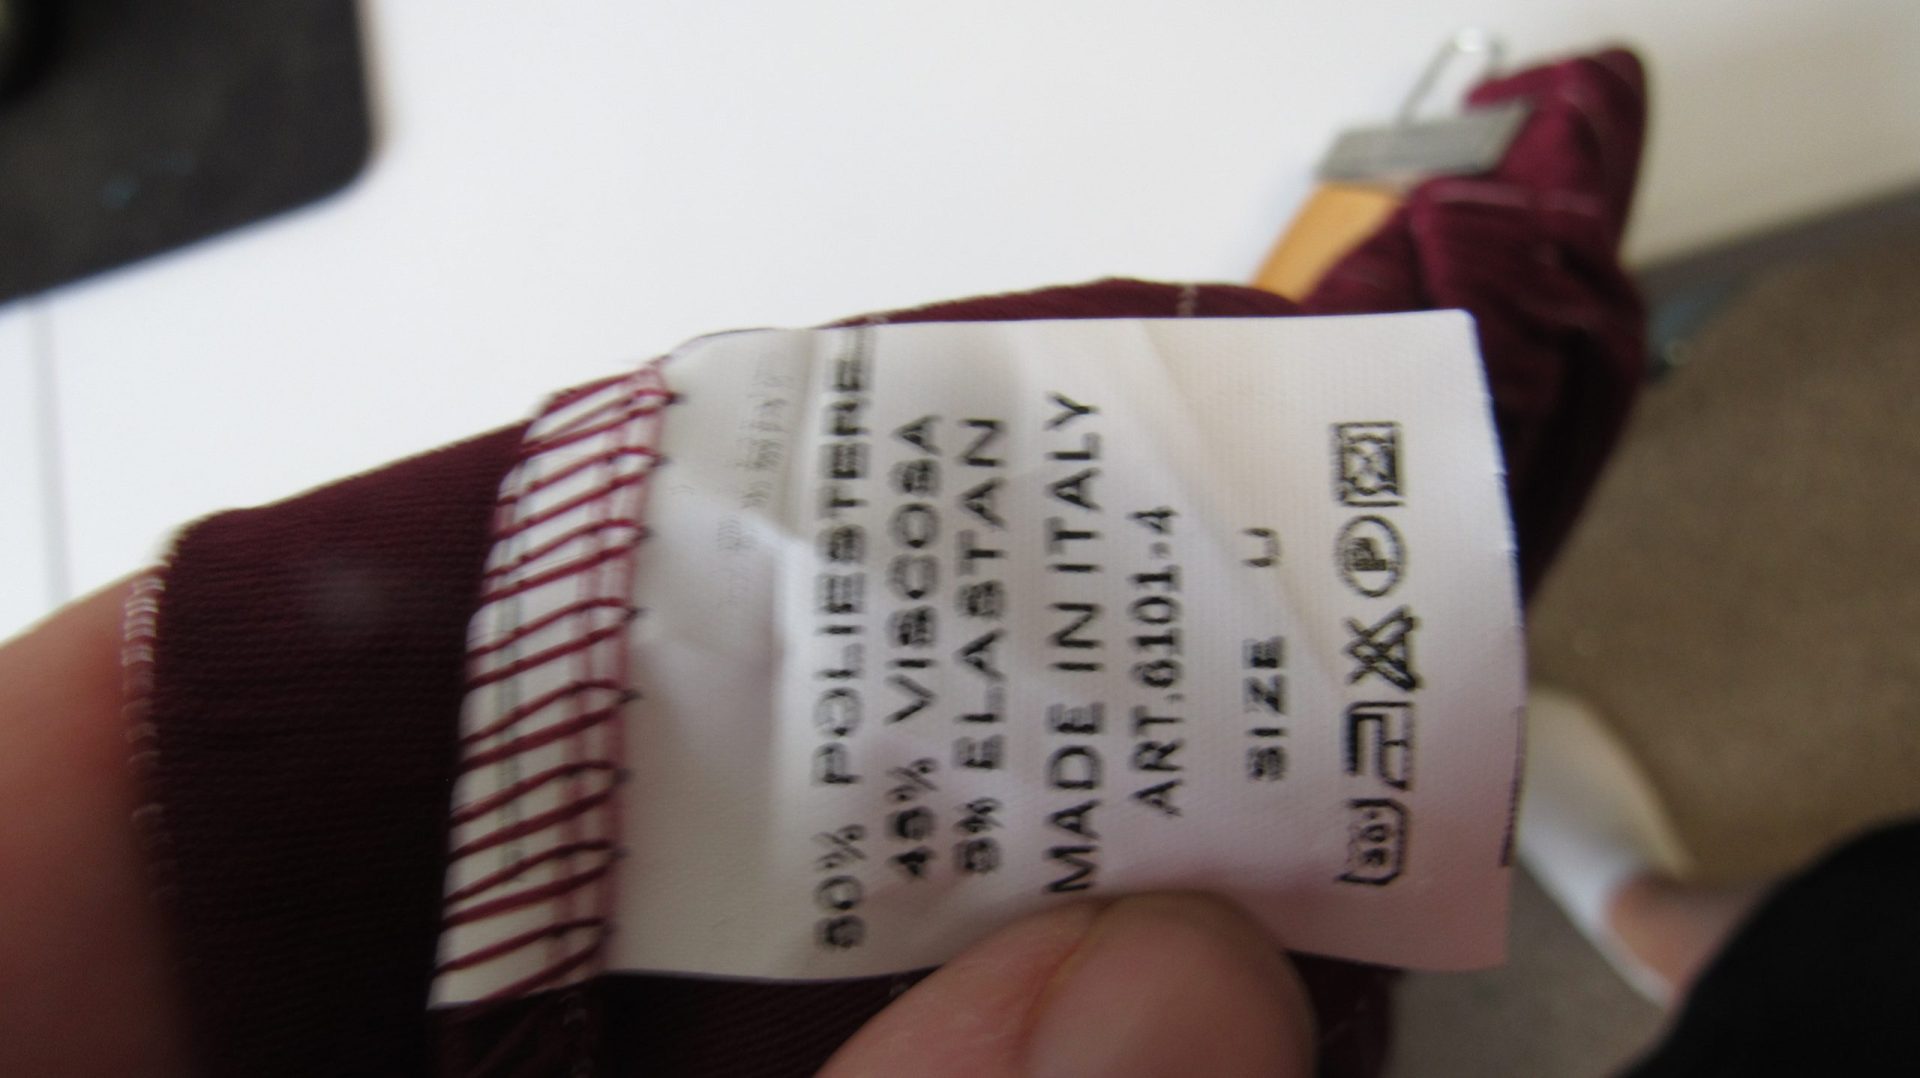 50% POLIESTERE
45% VISCOSA
5% ELASTAN
MADE IN ITALY
ART.6101-4
SIZE U
30 P